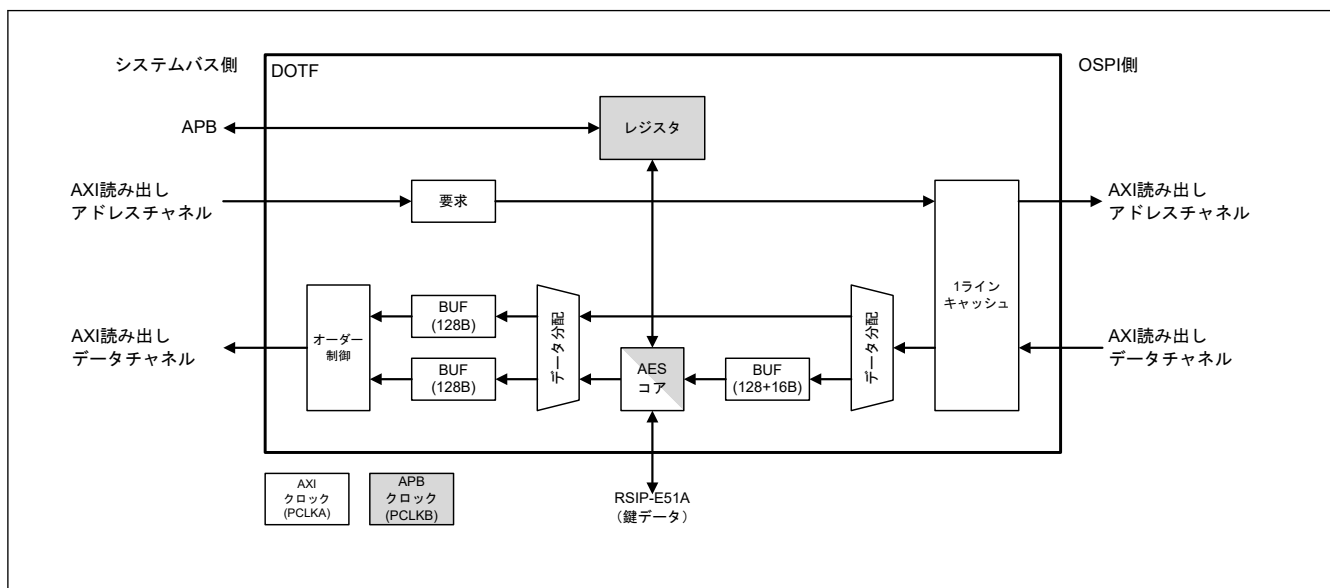 システムバス側
DOTF
OSPI側
APB
レジスタ
AXI読み出し
アドレスチャネル
要求
AXI読み出し
アドレスチャネル
1ライン
キャッシュ
AXI読み出し
データチャネル
オーダー
制御
BUF
(128B)
BUF
(128B)
データ分配
AES
コア
BUF
(128+16B)
データ分配
AXI読み出し
データチャネル
AXI
クロック
(PCLKA)
APB
クロック
(PCLKB)
RSIP-E51A
(鍵データ)